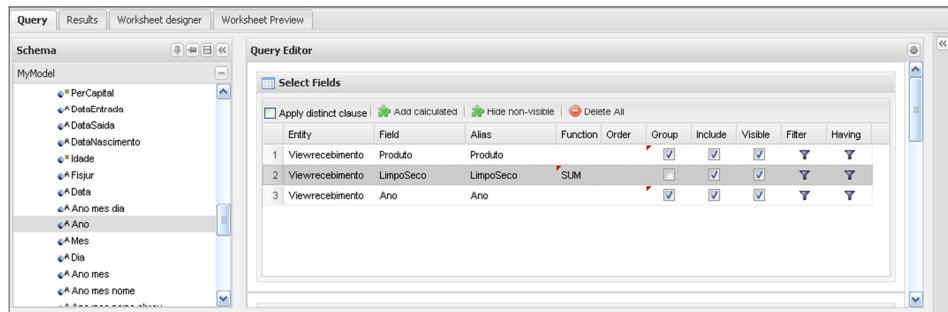 Query Results Worksheet designer Worksheet Preview
Schema
MyModel
PerCapital
DataEntrada
DataSaida
DataNascimento
Idade
Fisjur
Data
Ano mes dia
Ano
Mes
Dia
Ano mes
Ano mes nome
Query Editor
Select Fields
Apply distinct clause Add calculated Hide non-visible Delete All
Entity Field Alias Function Order Group Include Visible Filter Having
1 Viewrecebimento Produto Produto
2 Viewrecebimento LimpoSeco LimpoSeco SUM
3 Viewrecebimento Ano Ano